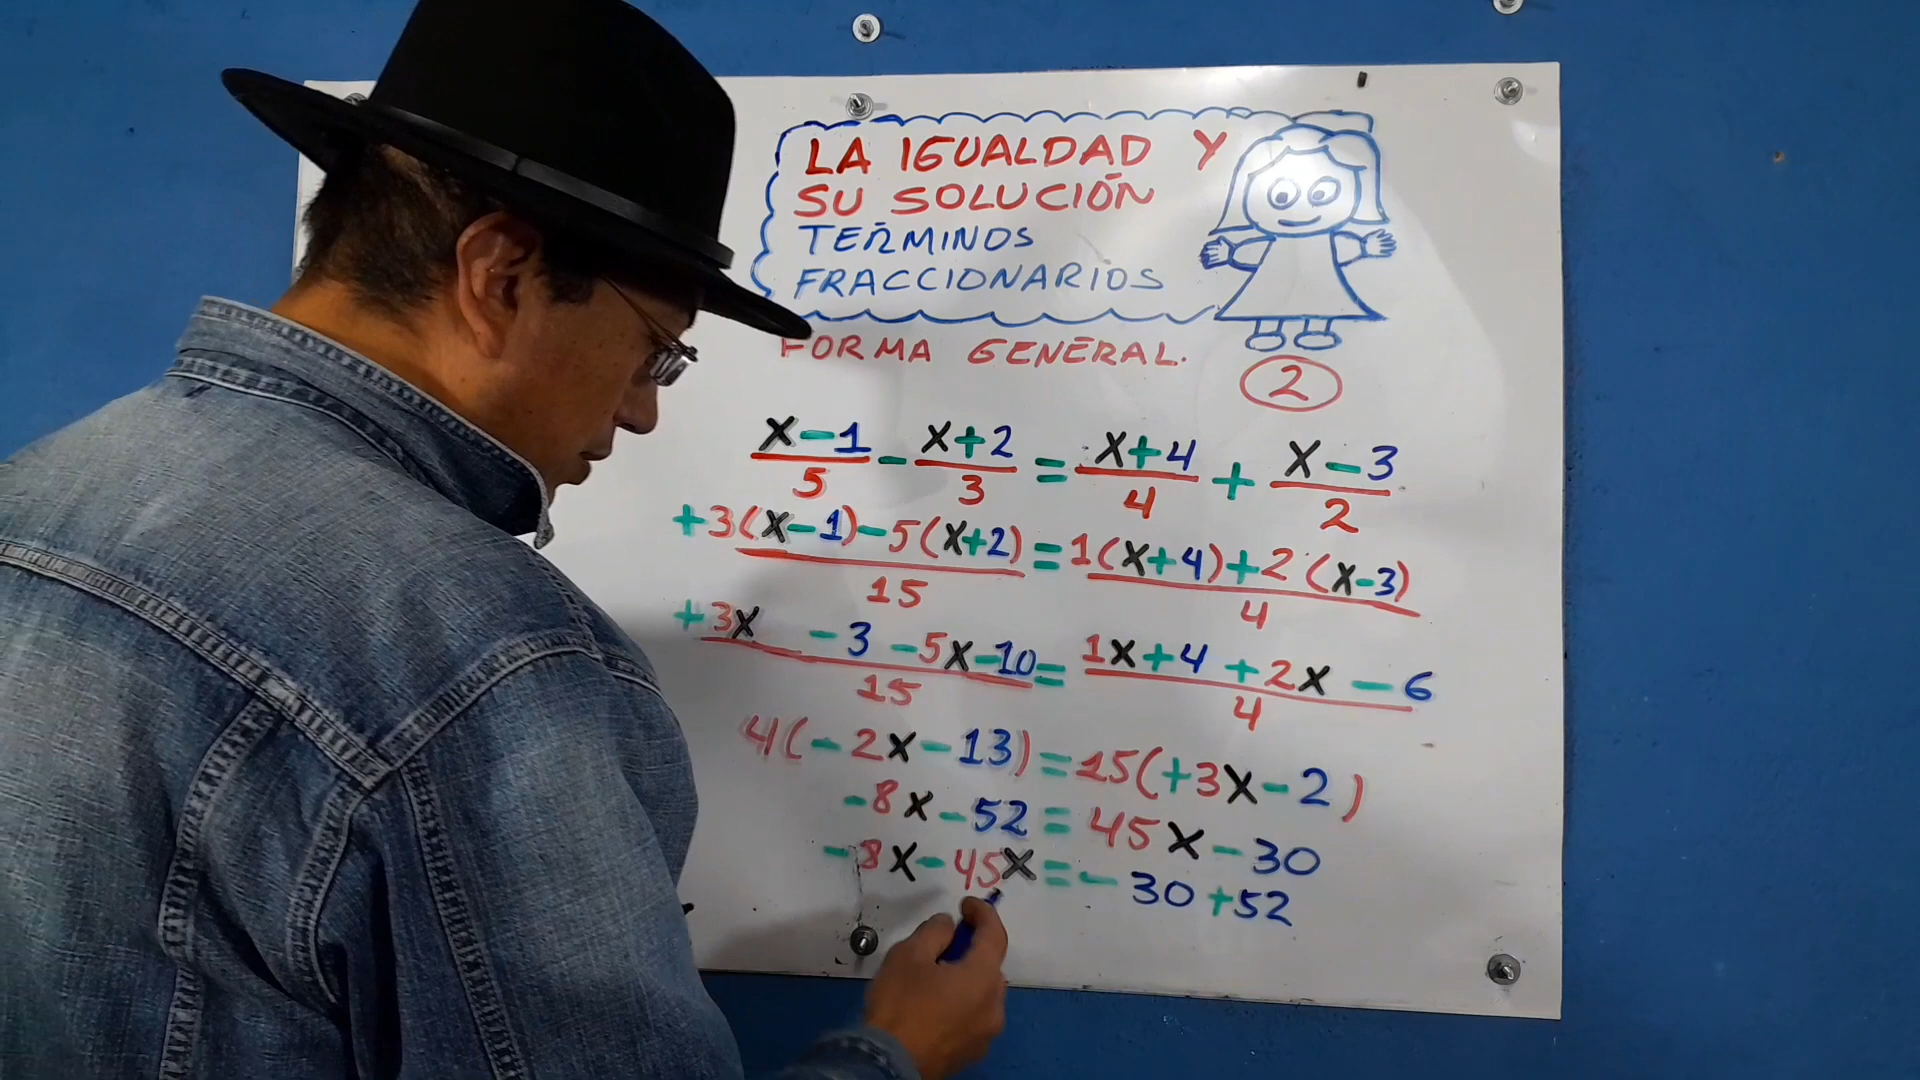 LA IGUALDAD Y
SU SOLUCIÓN
TERMINOS
FRACCIONARIOS
FORMA GENERAL.
2
x-1/5 - x+2/3 = x+4/4 + x-3/2
+3(x-1)-5(x+2)/15 = 1(x+4)+2(x-3)/4
+3x -3 -5x-10/15 = 1x+4 +2x -6/4
4(-2x-13)=15(+3x-2)
-8x-52=45x-30
-8x-45x=-30+52